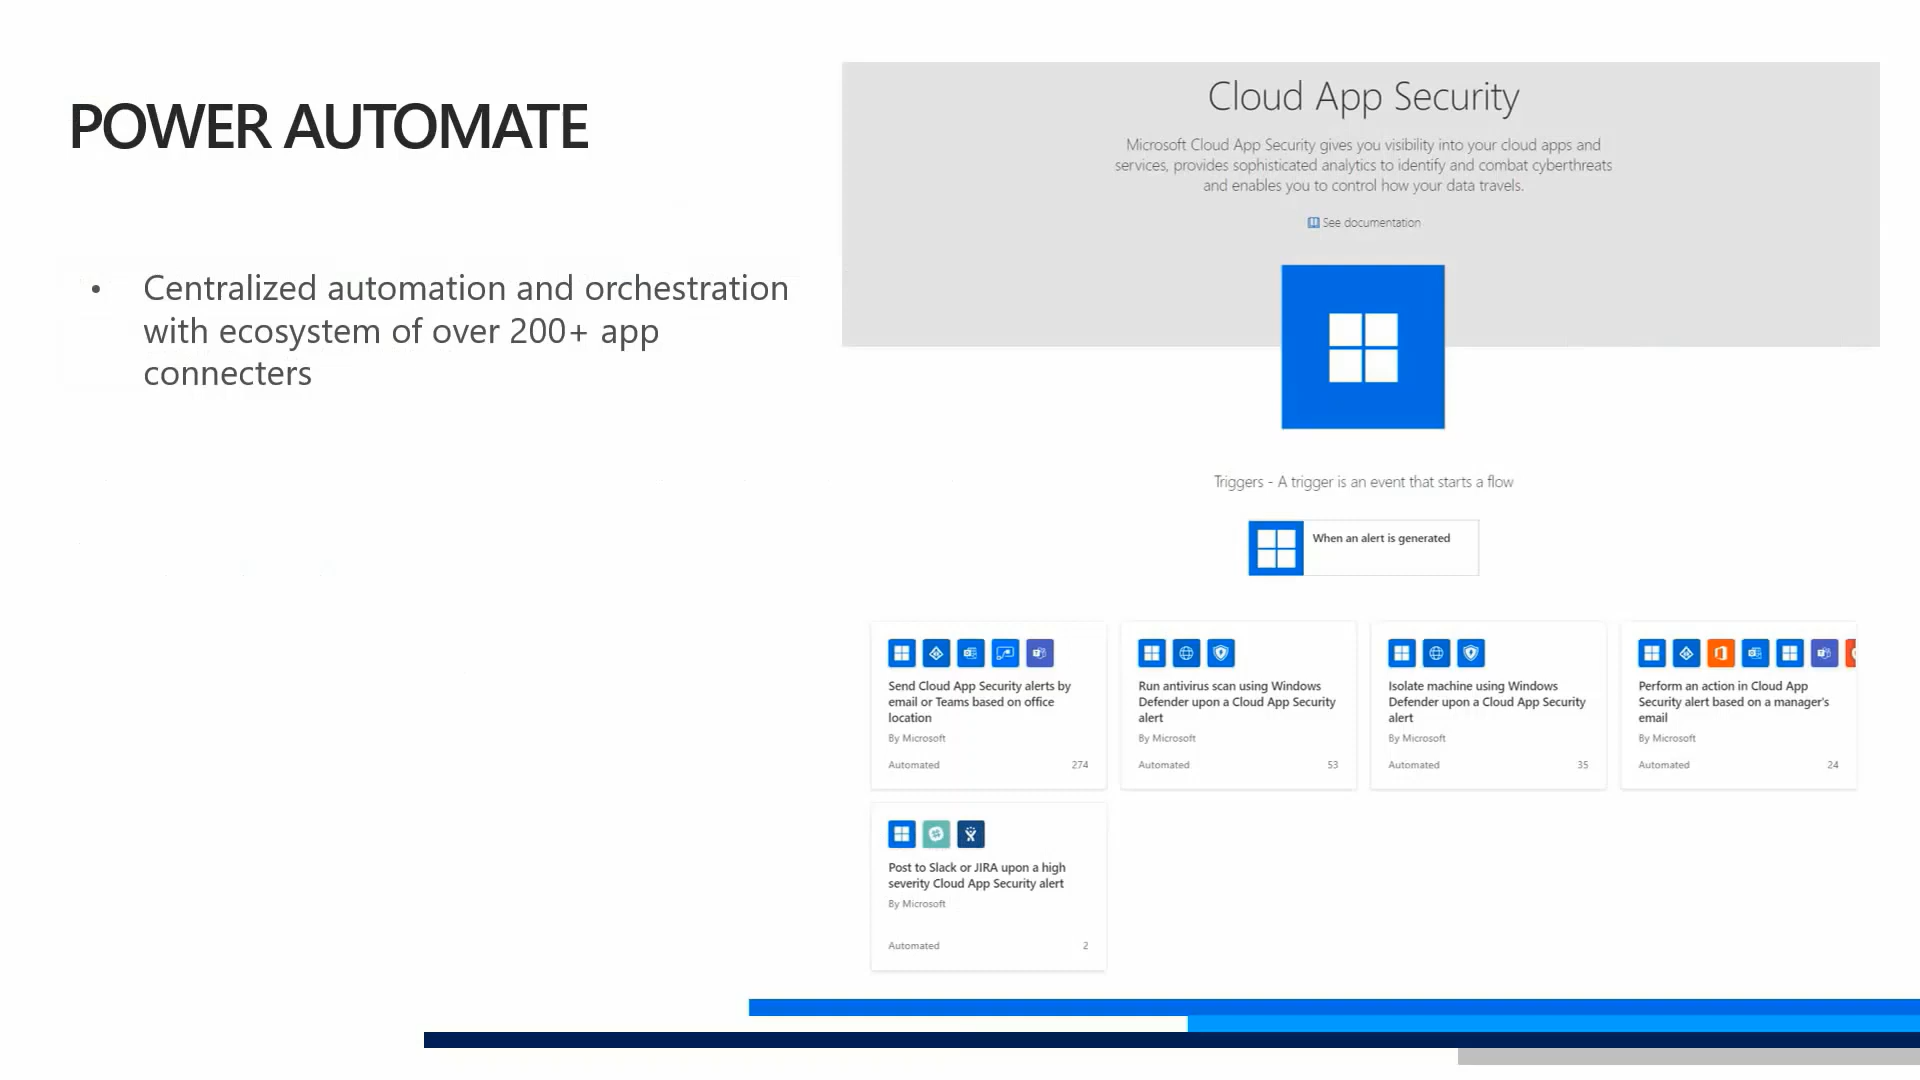 POWER AUTOMATE
• Centralized automation and orchestration
with ecosystem of over 200+ app
connecters
Cloud App Security
Microsoft Cloud App Security gives you visibility into your cloud apps and
services, provides sophisticated analytics to identify and combat cyberthreats
and enables you to control how your data travels.
See documentation
Triggers - A trigger is an event that starts a flow
When an alert is generated
Send Cloud App Security alerts by
email or Teams based on office
location
By Microsoft
Automated 274
Run antivirus scan using Windows
Defender upon a Cloud App Security
alert
By Microsoft
Automated 53
Isolate machine using Windows
Defender upon a Cloud App Security
alert
By Microsoft
Automated 35
Perform an action in Cloud App
Security alert based on a manager's
email
By Microsoft
Automated 24
Post to Slack or JIRA upon a high
severity Cloud App Security alert
By Microsoft
Automated 2